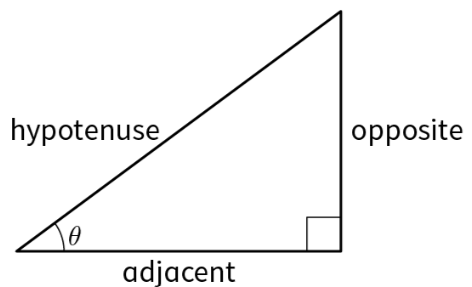 hypotenuse
opposite
θ
adjacent